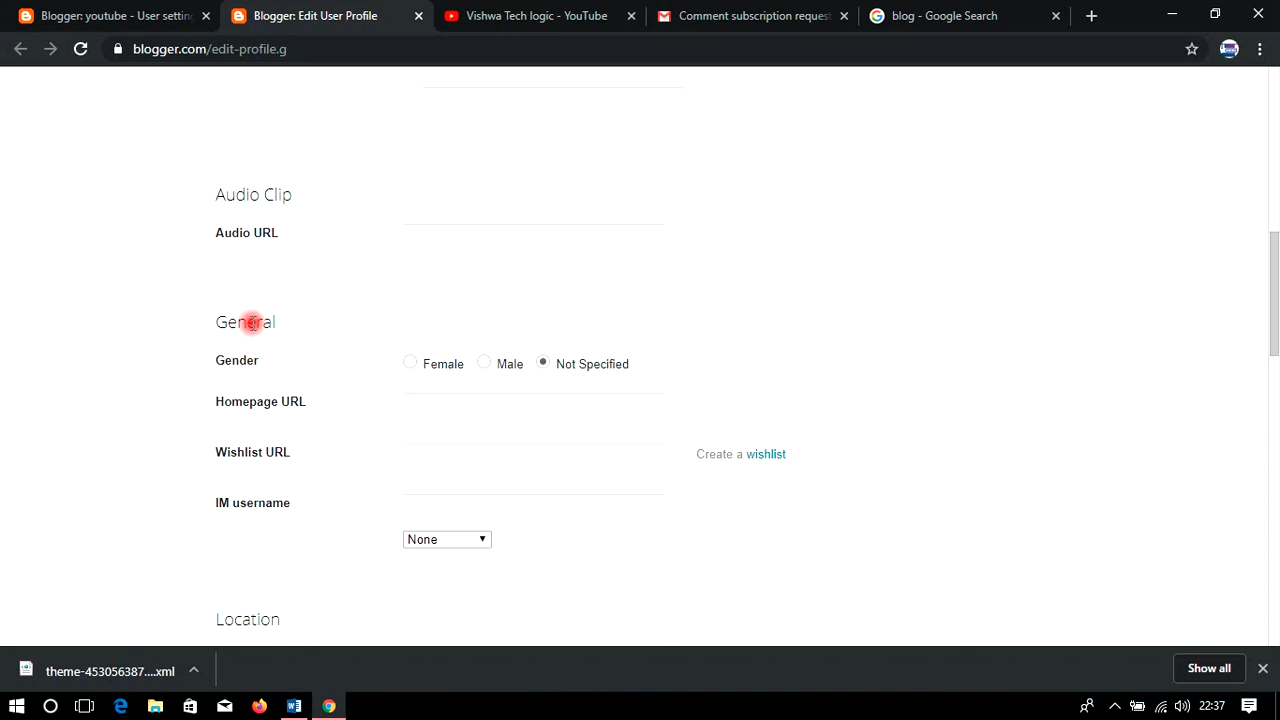 Blogger: youtube - User settin
Blogger: Edit User Profile
Vishwa Tech logic - YouTube
Comment subscription request
blog - Google Search
blogger.com/edit-profile.g
Audio Clip
Audio URL
General
Gender
Female Male Not Specified
Homepage URL
Wishlist URL
Create a wishlist
IM username
None
Location
theme-453056387....xml
Show all
22:37